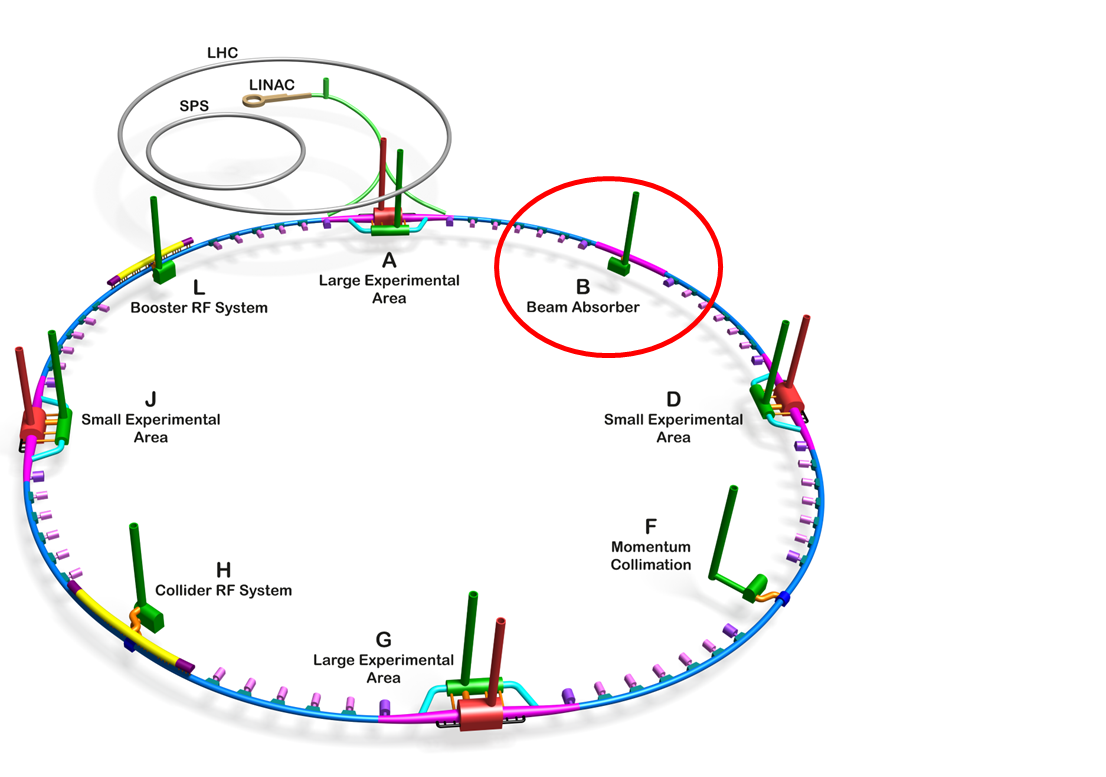 LHC
LINAC
SPS
A
Large Experimental
Area
B
Beam Absorber
L
Booster RF System
J
Small Experimental
Area
D
Small Experimental
Area
F
Momentum
Collimation
H
Collider RF System
G
Large Experimental
Area